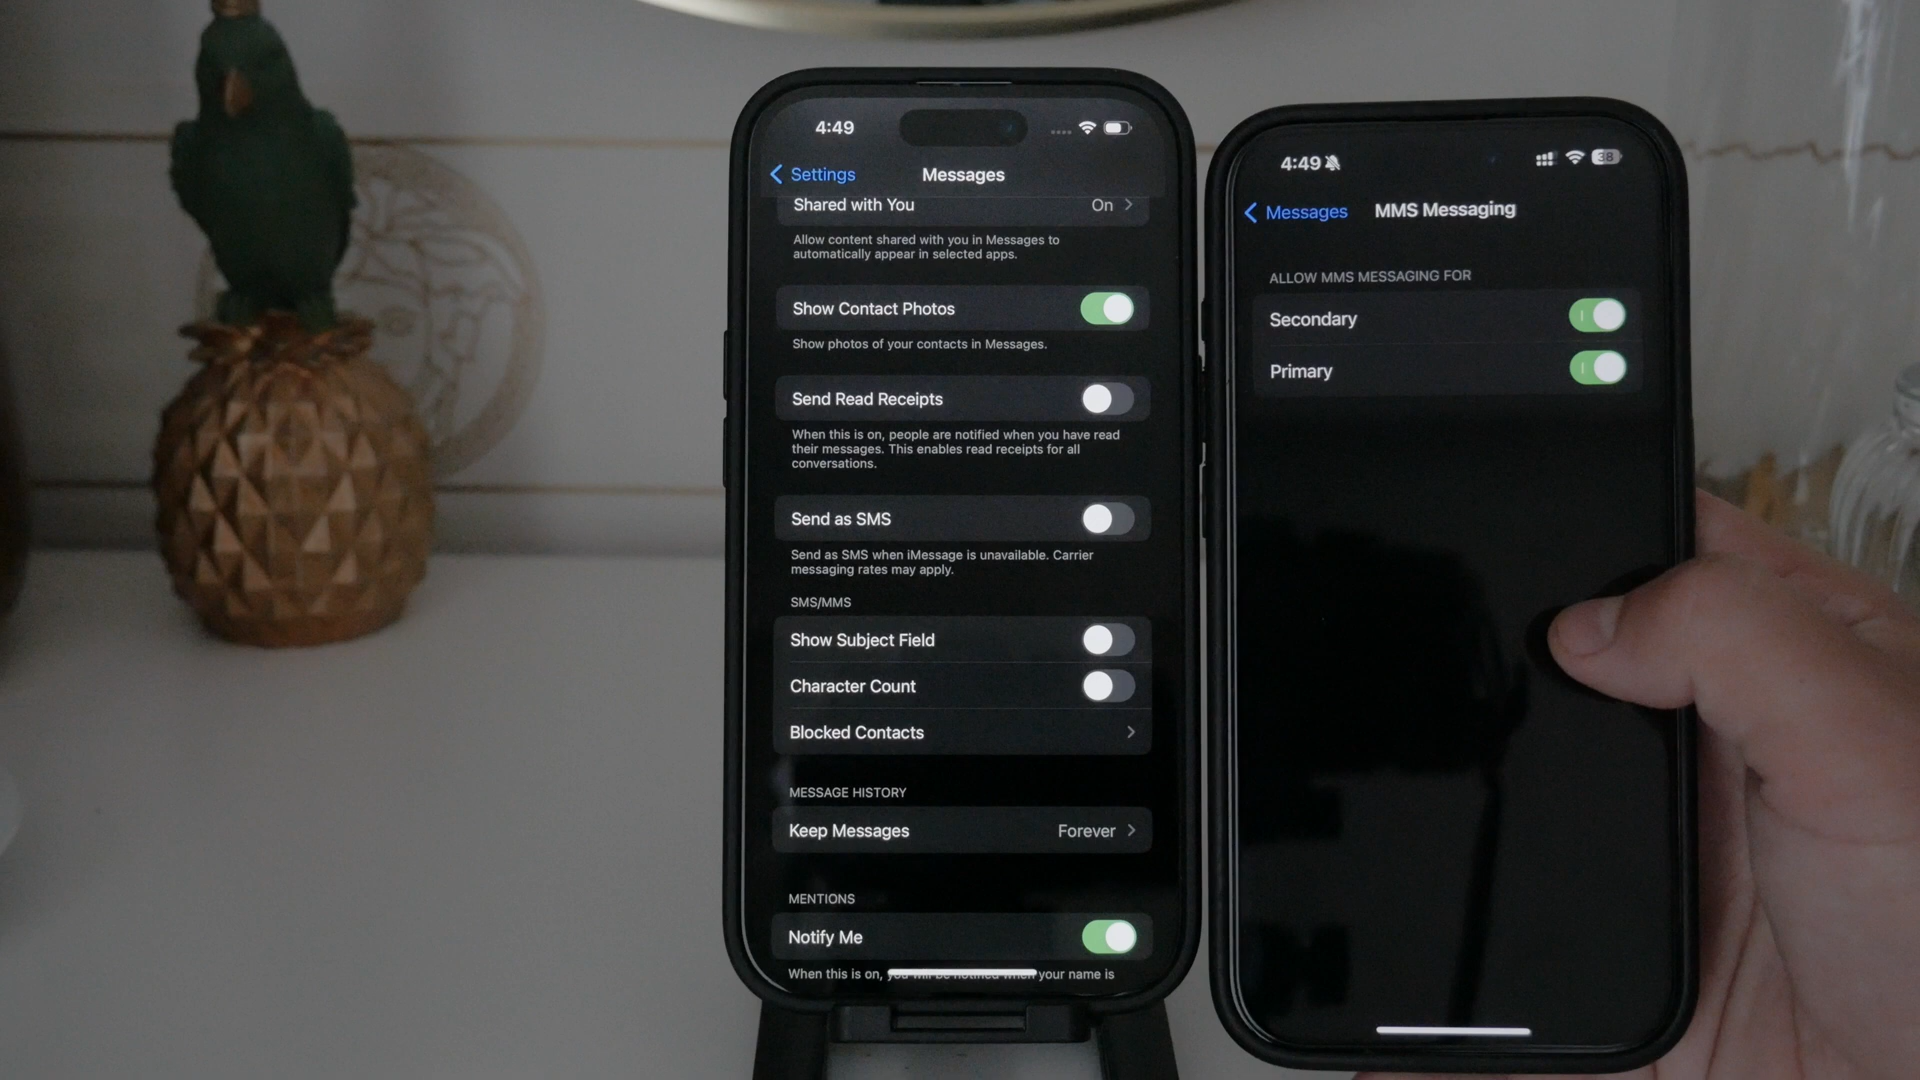 4:49
Settings
Messages
Shared with You
On
Allow content shared with you in Messages to
automatically appear in selected apps.
Show Contact Photos
Show photos of your contacts in Messages.
Send Read Receipts
When this is on, people are notified when you have read
their messages. This enables read receipts for all
conversations.
Send as SMS
Send as SMS when iMessage is unavailable. Carrier
messaging rates may apply.
SMS/MMS
Show Subject Field
Character Count
Blocked Contacts
MESSAGE HISTORY
Keep Messages
Forever
MENTIONS
Notify Me
When this is on, you will be notified when your name is
4:49
38
Messages
MMS Messaging
ALLOW MMS MESSAGING FOR
Secondary
Primary